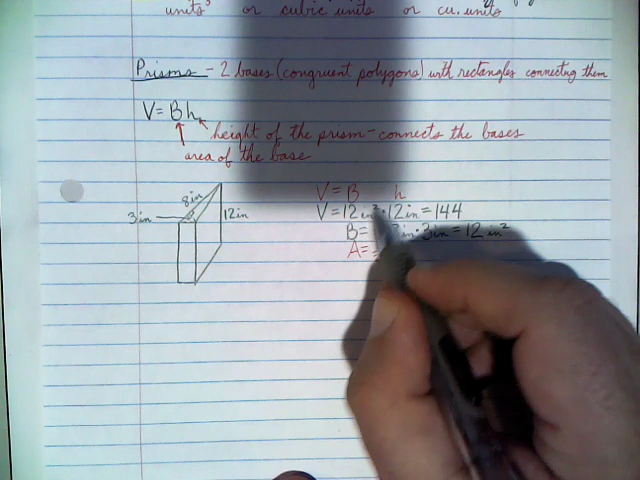 units³ or cubic units or cu. units
Prisms - 2 bases (congruent polygons) with rectangles connecting them
V = Bh
height of the prism - connects the bases
area of the base
8in
3in
12in
V = B h
V = 12 in² · 12 in = 144
B = in · 3in = 12 in²
A =